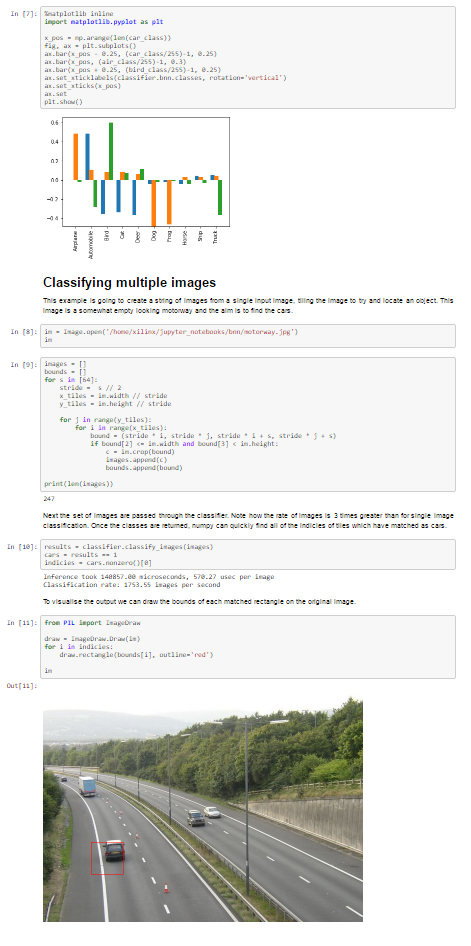 In [7]: %matplotlib inline
import matplotlib.pyplot as plt
x_pos = np.arange(len(car_class))
fig, ax = plt.subplots()
ax.bar(x_pos - 0.25, (car_class/255)-1, 0.25)
ax.bar(x_pos, (air_class/255)-1, 0.3)
ax.bar(x_pos + 0.25, (bird_class/255)-1, 0.25)
ax.set_xticklabels(classifier.bnn.classes, rotation='vertical')
ax.set_xticks(x_pos)
ax.set
plt.show()
0.6
0.4
0.2
0.0
−0.2
−0.4
Airplane
Automobile
Bird
Cat
Deer
Dog
Frog
Horse
Ship
Truck
Classifying multiple images
This example is going to create a string of images from a single input image, tiling the image to try and locate an object. This
image is a somewhat empty looking motorway and the aim is to find the cars.
In [8]: im = Image.open('/home/xilinx/jupyter_notebooks/bnn/motorway.jpg')
im
In [9]: images = []
bounds = []
for s in [64]:
stride = s // 2
x_tiles = im.width // stride
y_tiles = im.height // stride
for j in range(y_tiles):
for i in range(x_tiles):
bound = (stride * i, stride * j, stride * i + s, stride * j + s)
if bound[2] <= im.width and bound[3] < im.height:
c = im.crop(bound)
images.append(c)
bounds.append(bound)
print(len(images))
247
Next the set of images are passed through the classifier. Note how the rate of images is 3 times greater than for single image
classification. Once the classes are returned, numpy can quickly find all of the indicies of tiles which have matched as cars.
In [10]: results = classifier.classify_images(images)
cars = results == 1
indicies = cars.nonzero()[0]
Inference took 140857.00 microseconds, 570.27 usec per image
Classification rate: 1753.55 images per second
To visualise the output we can draw the bounds of each matched rectangle on the original image.
In [11]: from PIL import ImageDraw
draw = ImageDraw.Draw(im)
for i in indicies:
draw.rectangle(bounds[i], outline='red')
im
Out[11]: